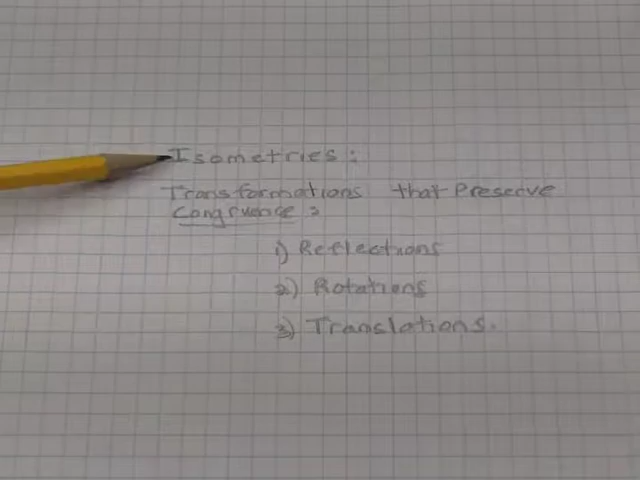 Isometries:
Transformations that Preserve
Congruence:
1) Reflections
2) Rotations
3) Translations.